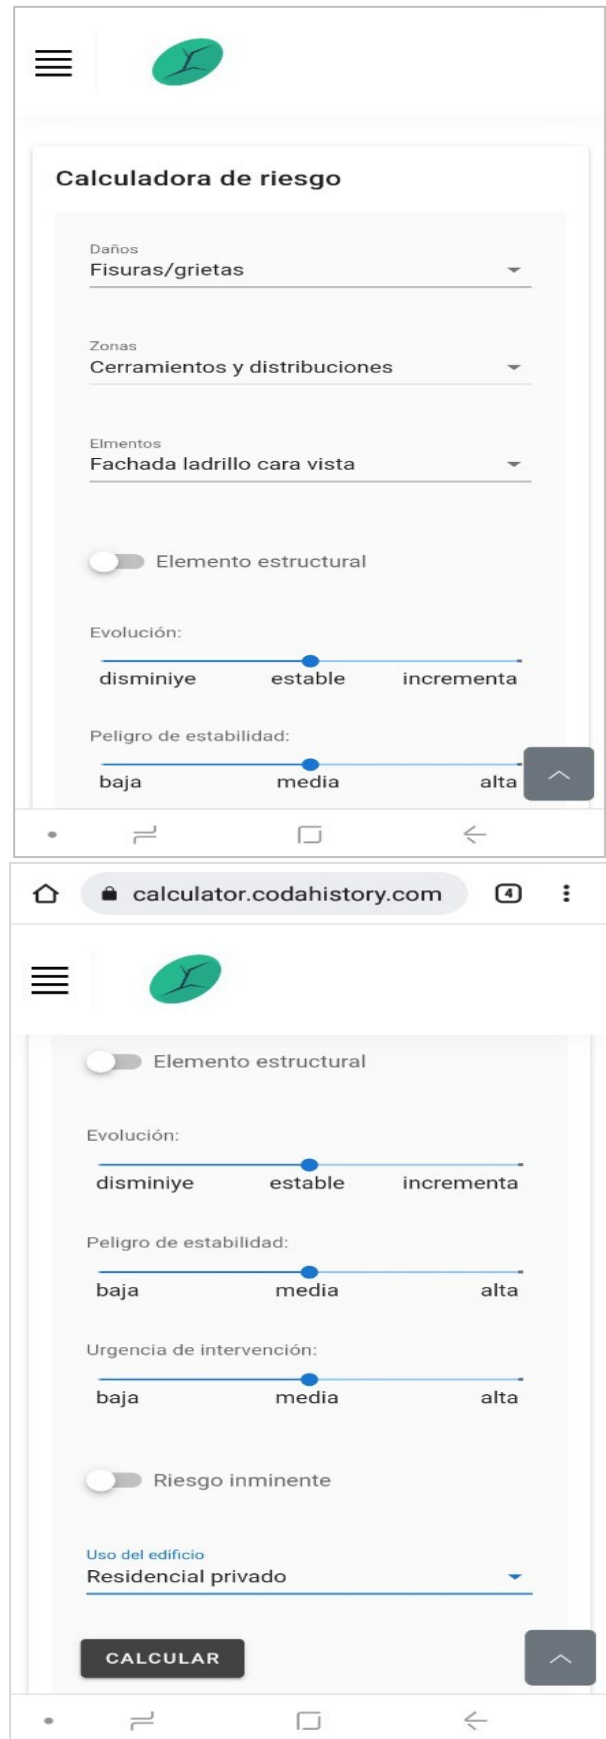 Calculadora de riesgo
Daños
Fisuras/grietas
Zonas
Cerramientos y distribuciones
Elmentos
Fachada ladrillo cara vista
Elemento estructural
Evolución:
disminiye estable incrementa
Peligro de estabilidad:
baja media alta
calculator.codahistory.com 4
Elemento estructural
Evolución:
disminiye estable incrementa
Peligro de estabilidad:
baja media alta
Urgencia de intervención:
baja media alta
Riesgo inminente
Uso del edificio
Residencial privado
CALCULAR